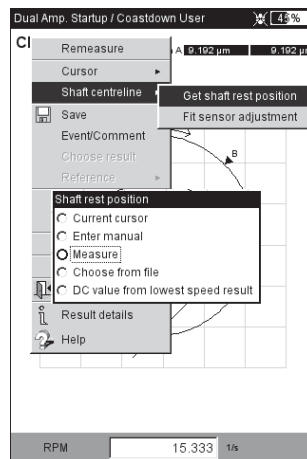 Dual Amp. Startup / Coastdown User 45%
Cl
A 9.192 µm 9.192 µm
Remeasure
Cursor
Shaft centreline
Get shaft rest position
Fit sensor adjustment
Save
Event/Comment
Choose result
Reference
B
Shaft rest position
Current cursor
Enter manual
Measure
Choose from file
DC value from lowest speed result
Result details
Help
RPM 15.333 1/s